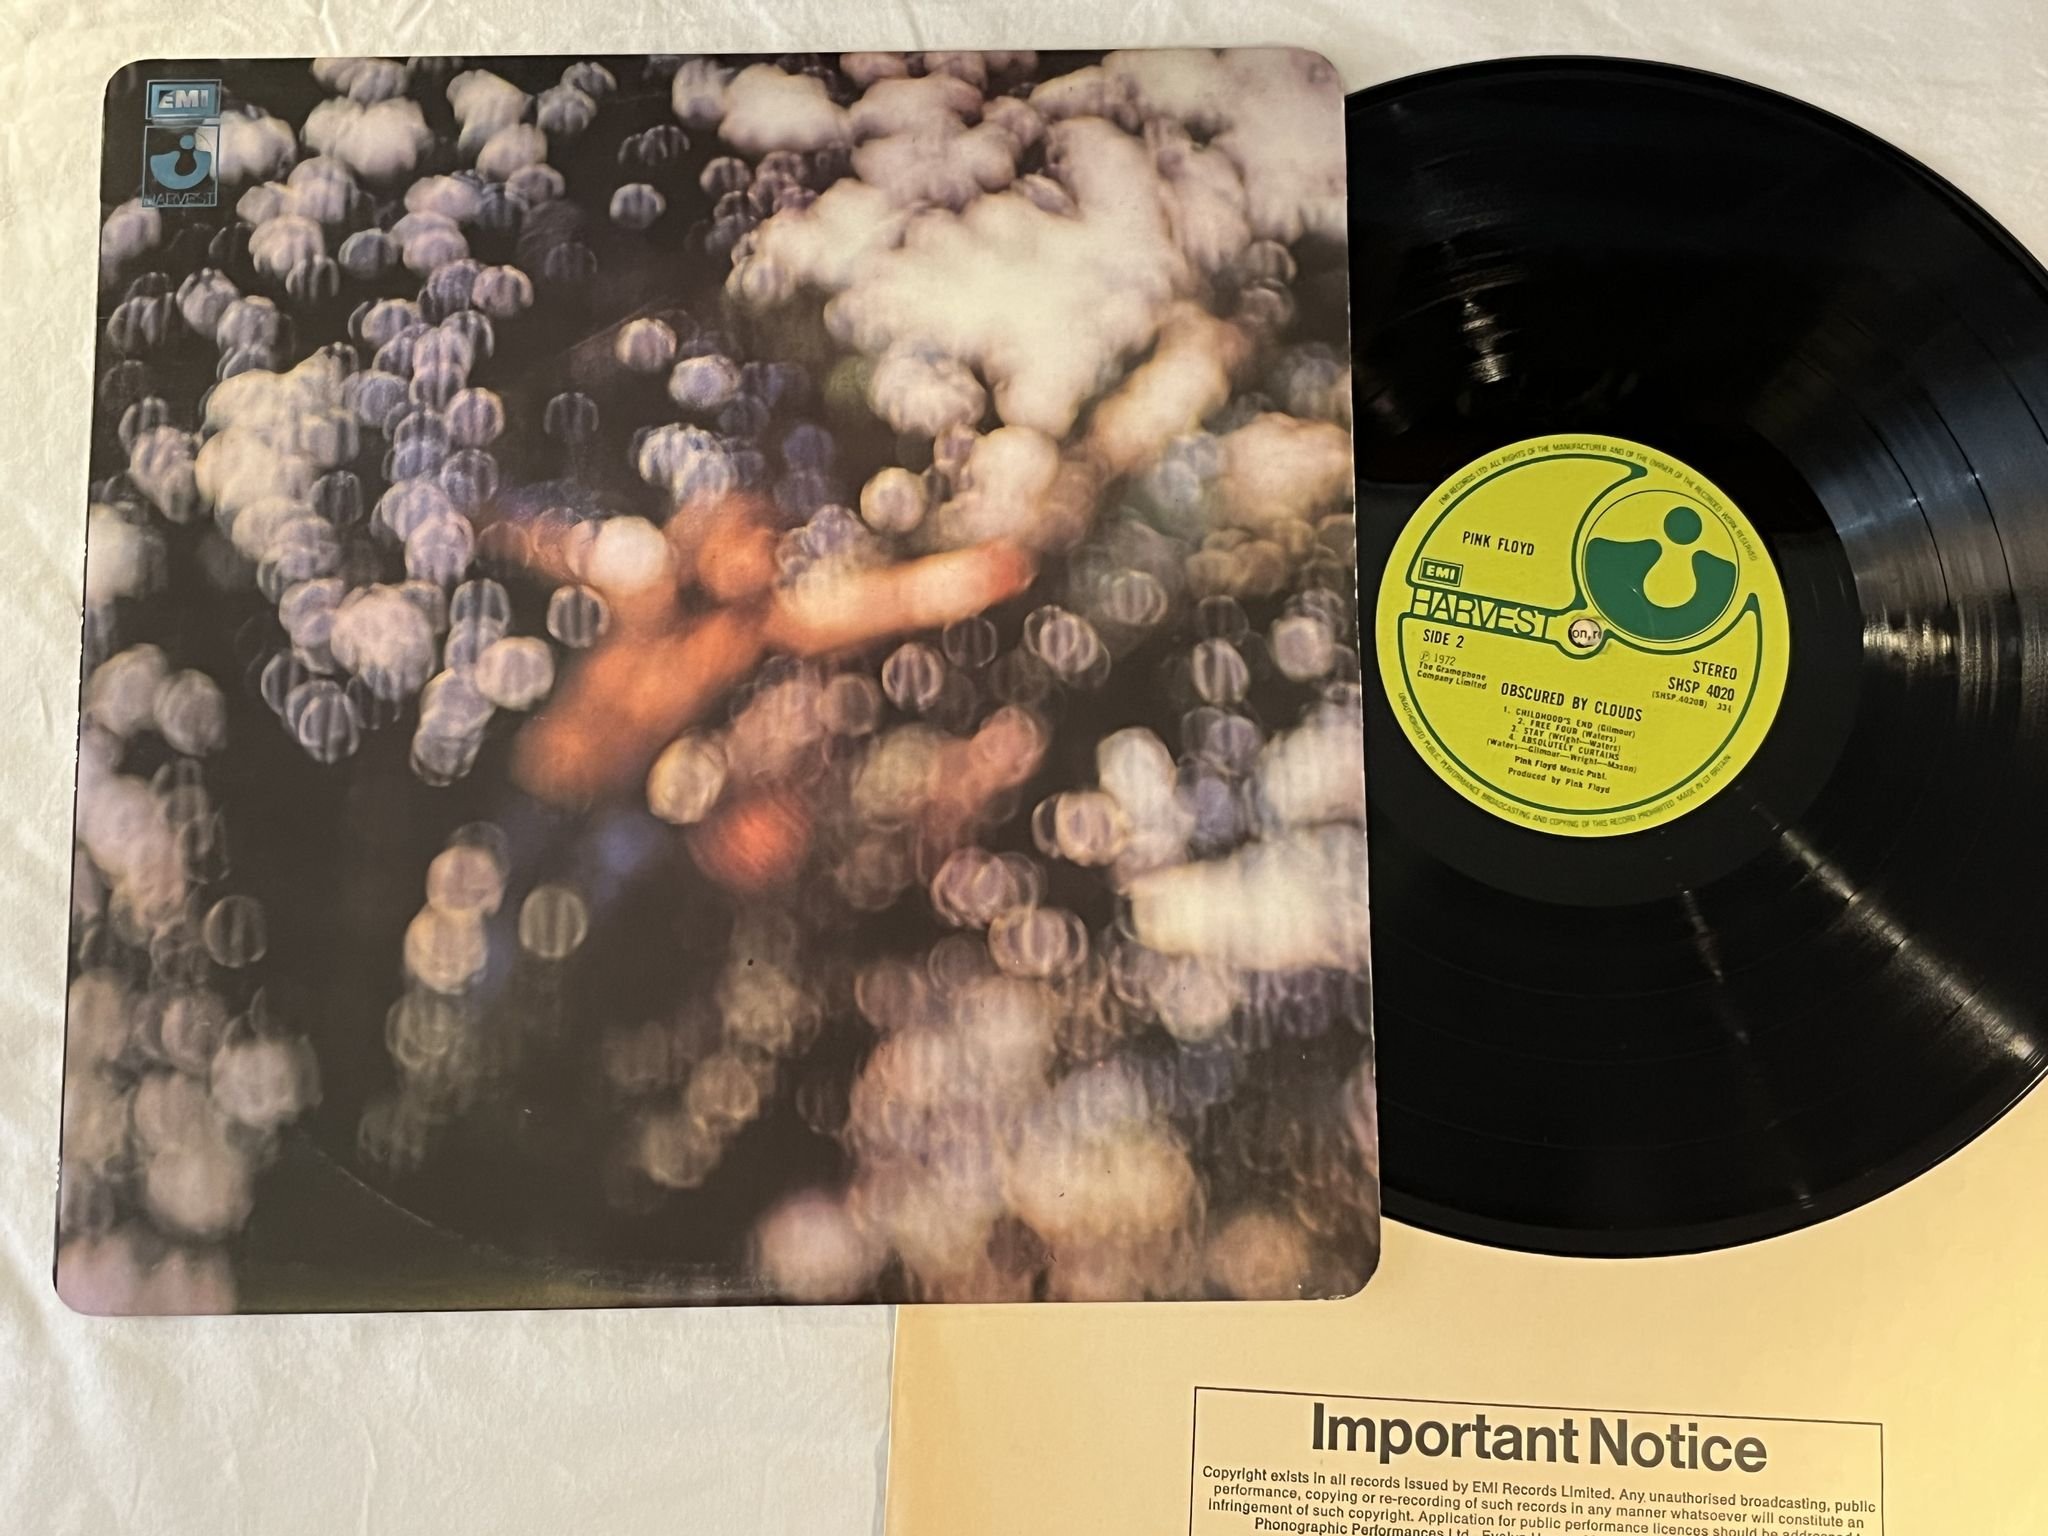 EMI
HARVEST
EMI RECORDS LTD. ALL RIGHTS OF THE MANUFACTURER AND OF THE OWNER OF THE RECORDED WORK RESERVED
PINK FLOYD
EMI
HARVEST
on, r
SIDE 2
℗ 1972
The Gramophone
Company Limited
STEREO
SHSP 4020
(SHSP.4020B) 33⅓
OBSCURED BY CLOUDS
1. CHILDHOOD'S END (Gilmour)
2. FREE FOUR (Waters)
3. STAY (Wright—Waters)
4. ABSOLUTELY CURTAINS
(Waters—Gilmour—Wright—Mason)
Pink Floyd Music Publ.
Produced by Pink Floyd
UNAUTHORISED PUBLIC PERFORMANCE BROADCASTING AND COPYING OF THIS RECORD PROHIBITED. MADE IN GT BRITAIN
Important Notice
Copyright exists in all records issued by EMI Records Limited. Any unauthorised broadcasting, public
performance, copying or re-recording of such records in any manner whatsoever will constitute an
infringement of such copyright. Application for public performance licences should be addressed
Phonographic Performances Ltd.